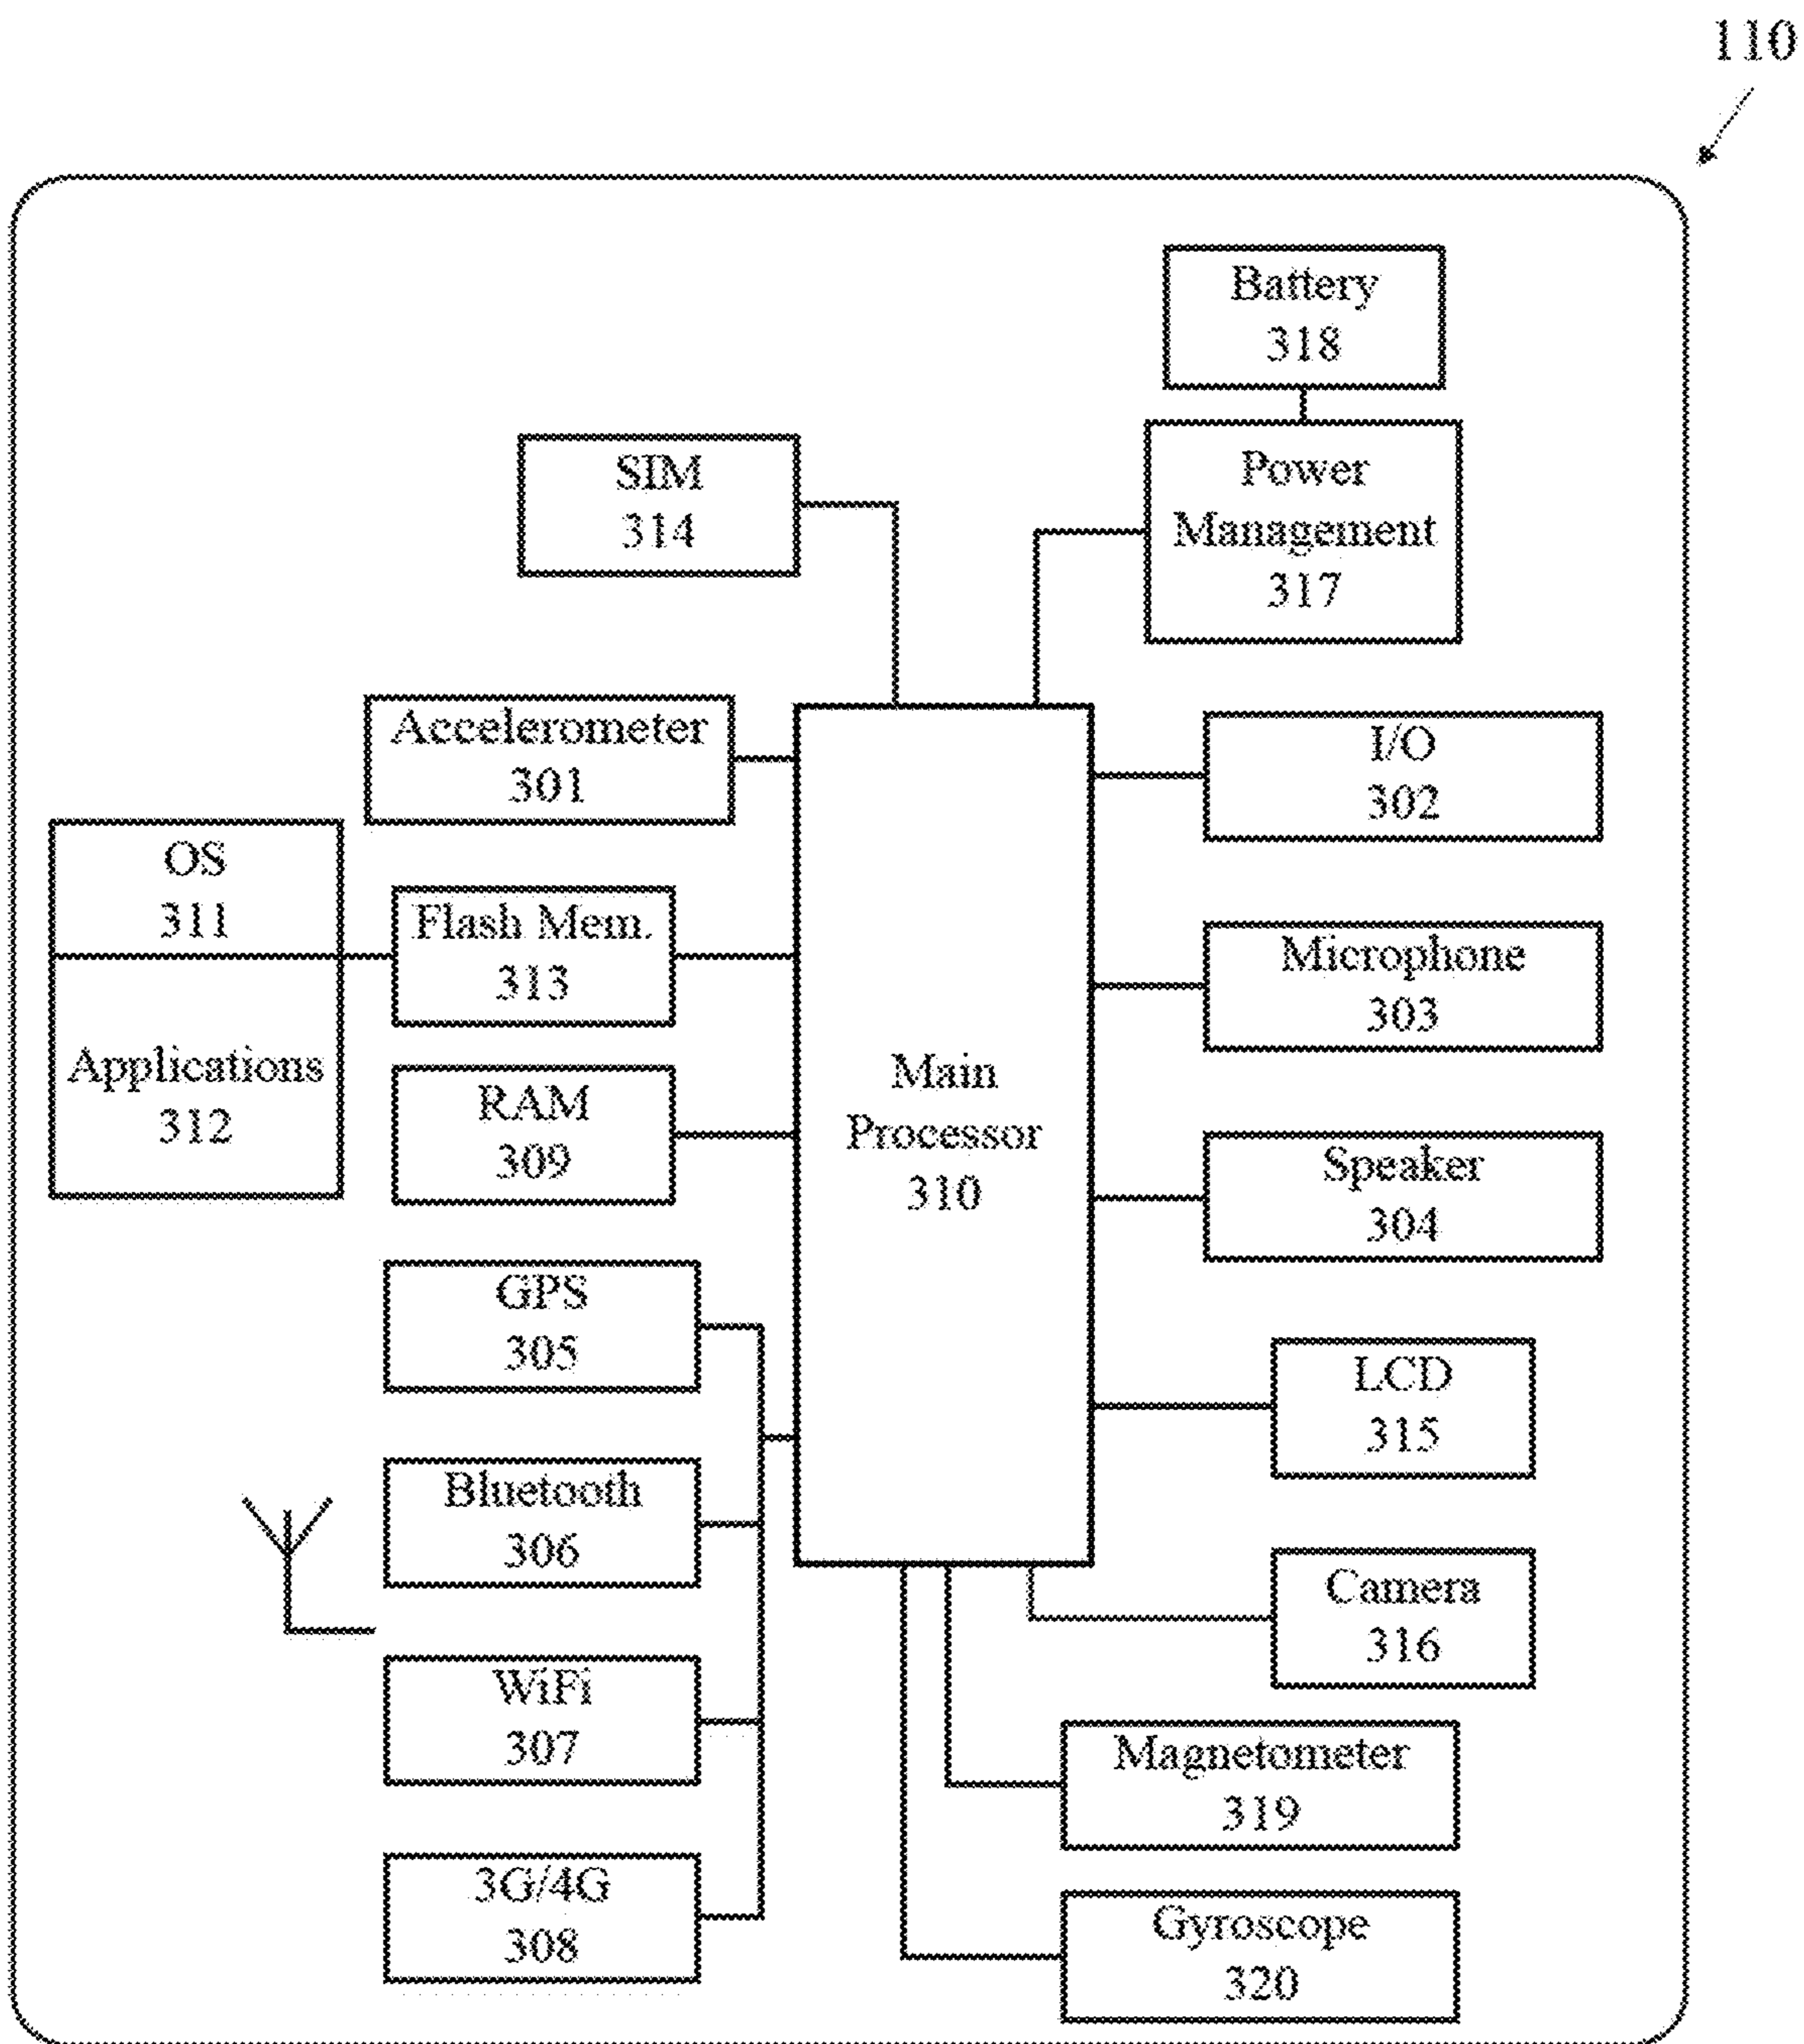 110
Battery
318
Power
Management
317
SIM
314
Accelerometer
301
I/O
302
OS
311
Flash Mem.
313
Microphone
303
Applications
312
RAM
309
Main
Processor
310
Speaker
304
GPS
305
LCD
315
Bluetooth
306
Camera
316
WiFi
307
Magnetometer
319
3G/4G
308
Gyroscope
320